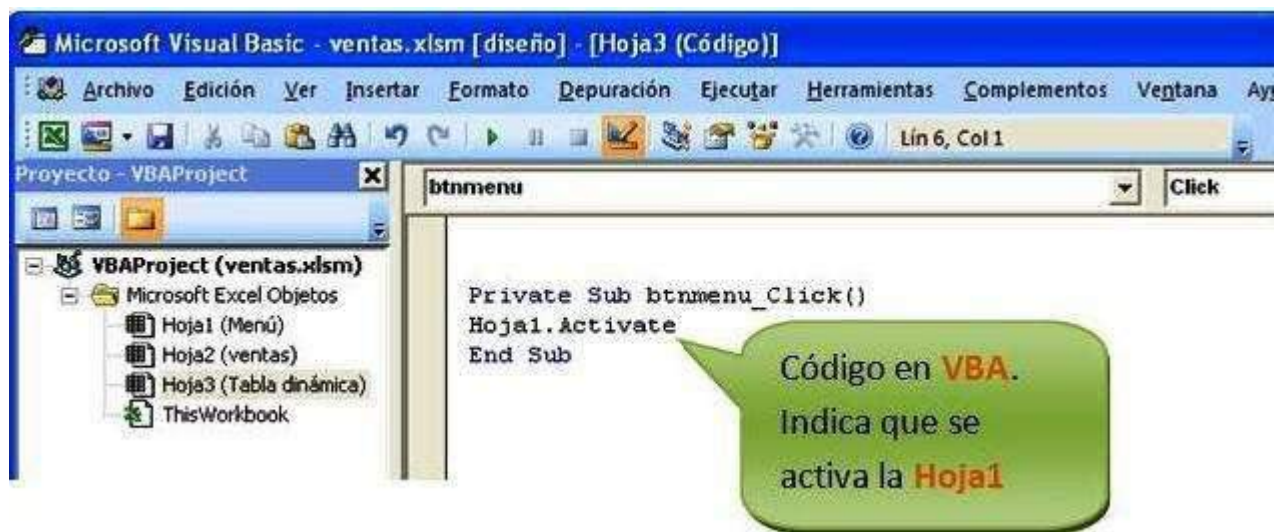 Microsoft Visual Basic - ventas.xlsm [diseño] - [Hoja3 (Código)]
Archivo Edición Ver Insertar Formato Depuración Ejecutar Herramientas Complementos Ventana
Lín 6, Col 1
Proyecto - VBAProject
btnmenu Click
VBAProject (ventas.xlsm)
Microsoft Excel Objetos
Hoja1 (Menú)
Hoja2 (ventas)
Hoja3 (Tabla dinámica)
ThisWorkbook
Private Sub btnmenu_Click()
Hoja1.Activate
End Sub
Código en VBA.
Indica que se
activa la Hoja1